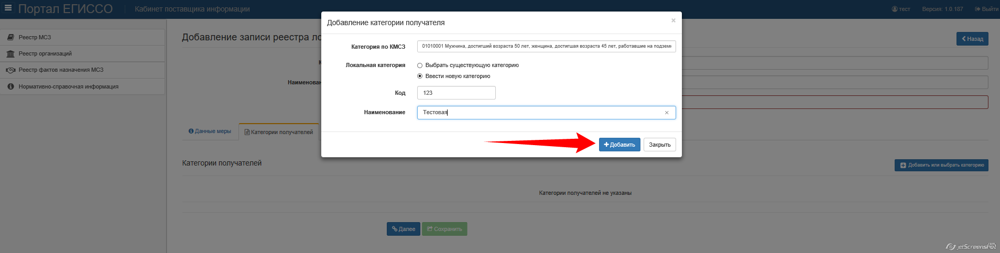 Портал ЕГИССО
Кабинет поставщика информации
тест
Версия: 1.0.187
Выйти
Реестр МСЗ
Реестр организаций
Реестр фактов назначения МСЗ
Нормативно-справочная информация
Добавление записи реестра ло
Назад
Наименован
Добавление категории получателя
×
Категория по КМСЗ
01010001 Мужчина, достигший возраста 50 лет, женщина, достигшая возраста 45 лет, работавшие на подземн
Локальная категория
Выбрать существующую категорию
Ввести новую категорию
Код
123
Наименование
Тестовая
Добавить
Закрыть
Данные меры
Категории получателей
Категории получателей
Добавить или выбрать категорию
Категории получателей не указаны
Далее
Сохранить
jetScreenshot.com